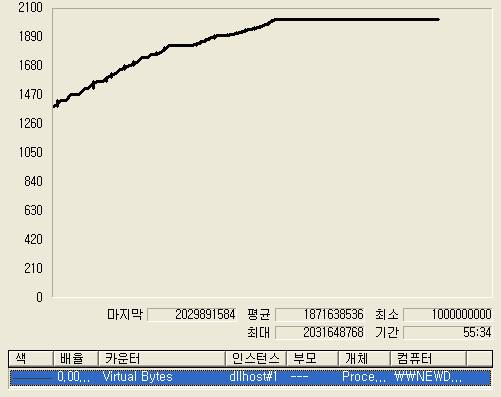 2100
1890
1680
1470
1260
1050
840
630
420
210
0
마지막 2029891584 평균 1871638536 최소 1000000000
최대 2031648768 기간 55:34
색 배율 카운터 인스턴스 부모 개체 컴퓨터
0,00,,, Virtual Bytes dllhost#1 --- Proce,,, ₩₩NEWD,,,